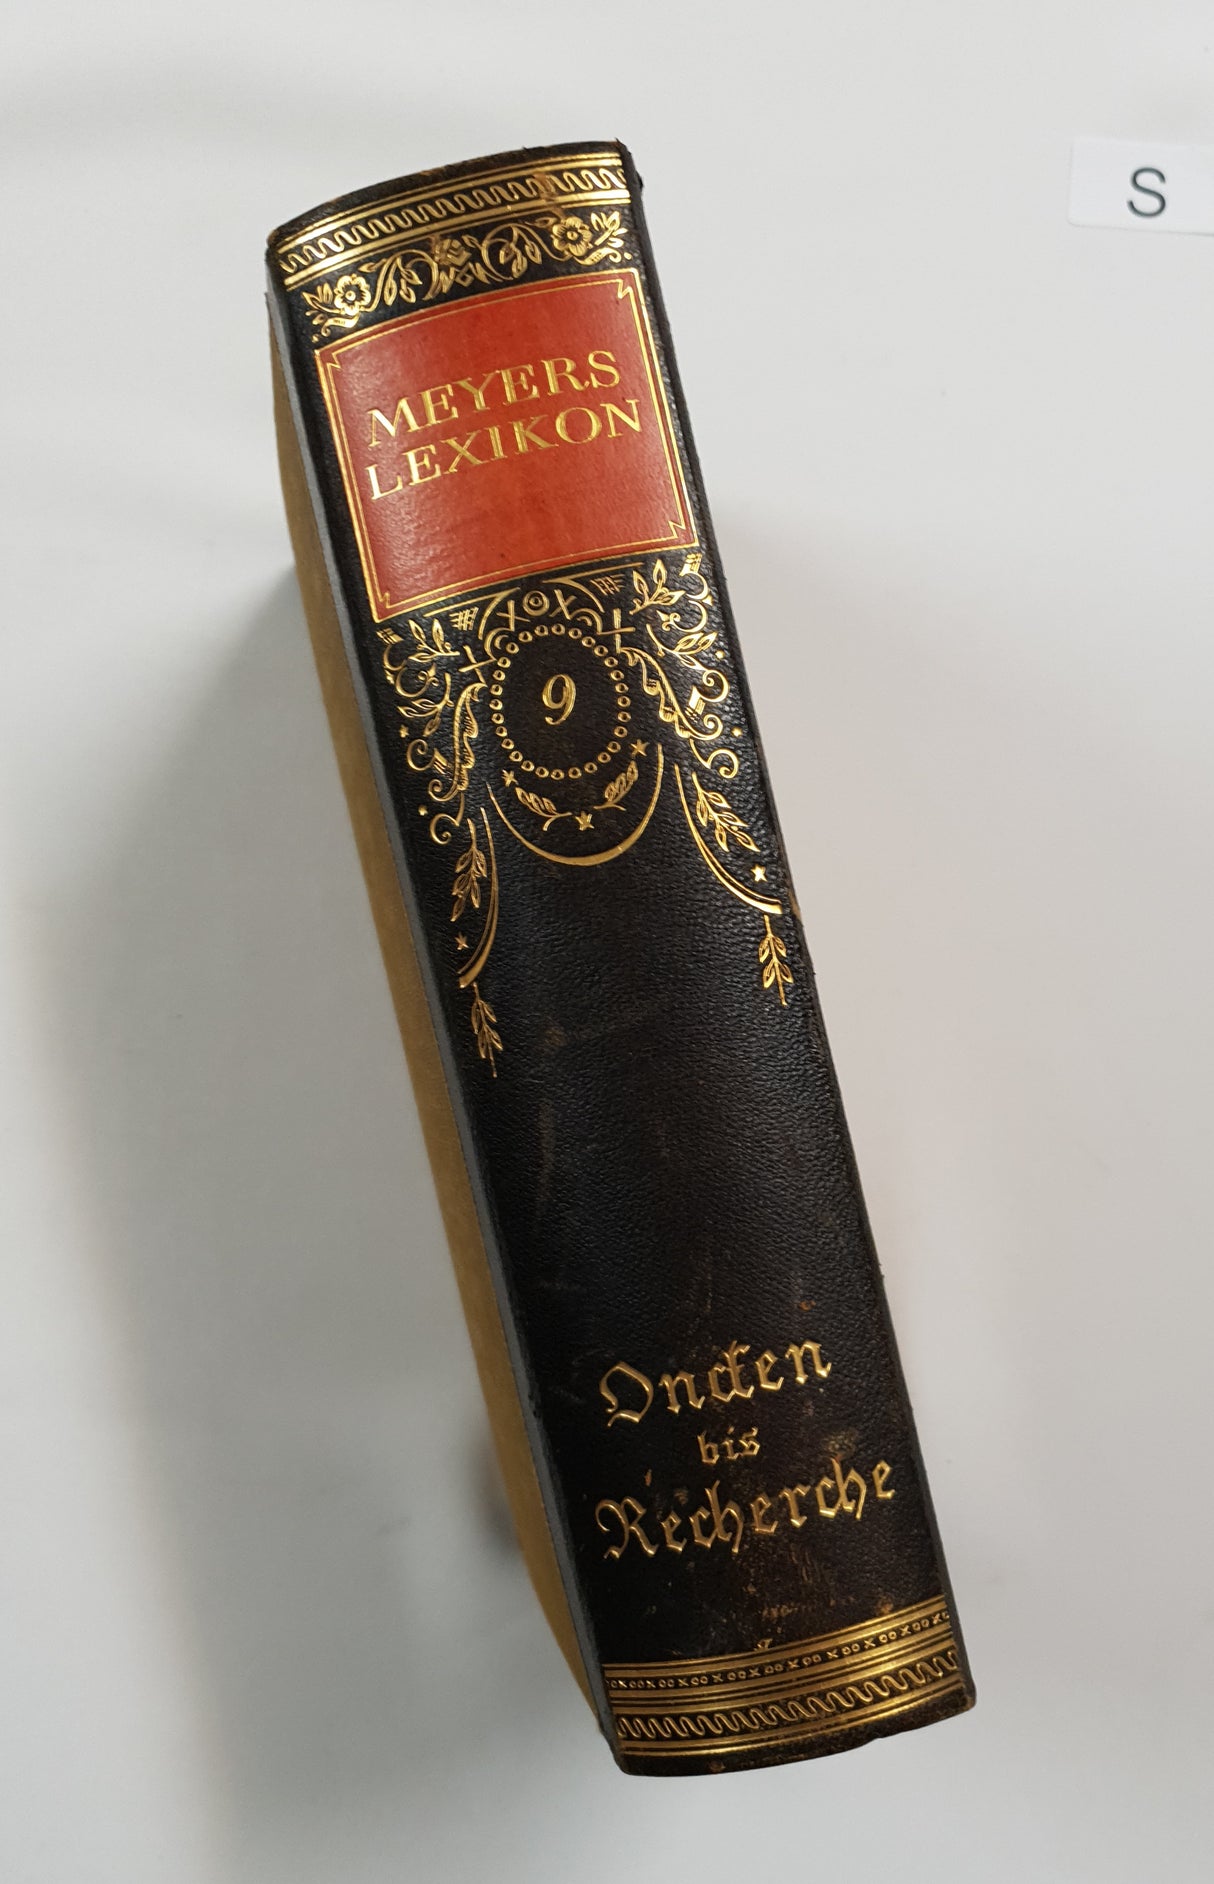 MEYERS
LEXIKON
9
Oncken
bis
Recherche
S